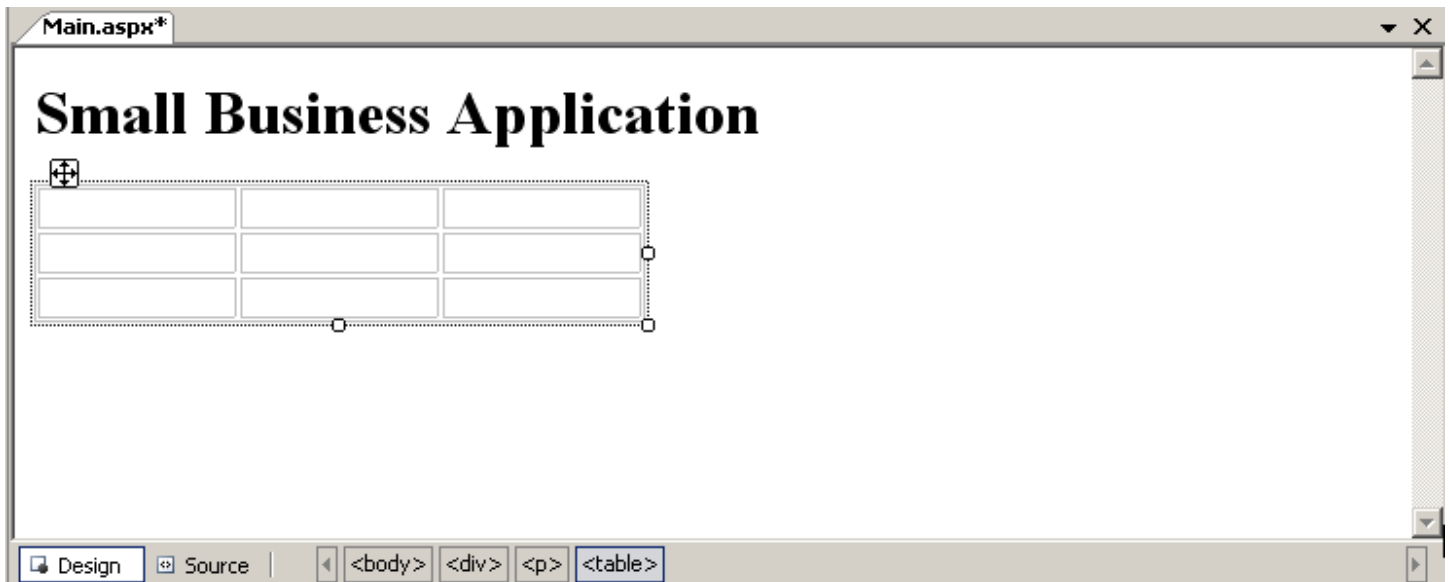 Main.aspx*
Small Business Application
Design Source <body> <div> <p> <table>